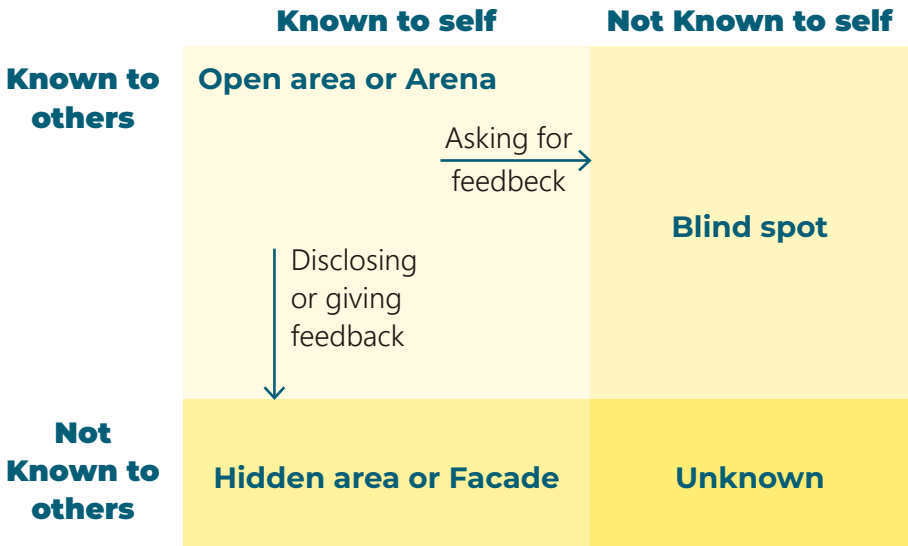 Known to self
Not Known to self
Known to
others
Open area or Arena
Asking for
feedbeck
Blind spot
Disclosing
or giving
feedback
Not
Known to
others
Hidden area or Facade
Unknown